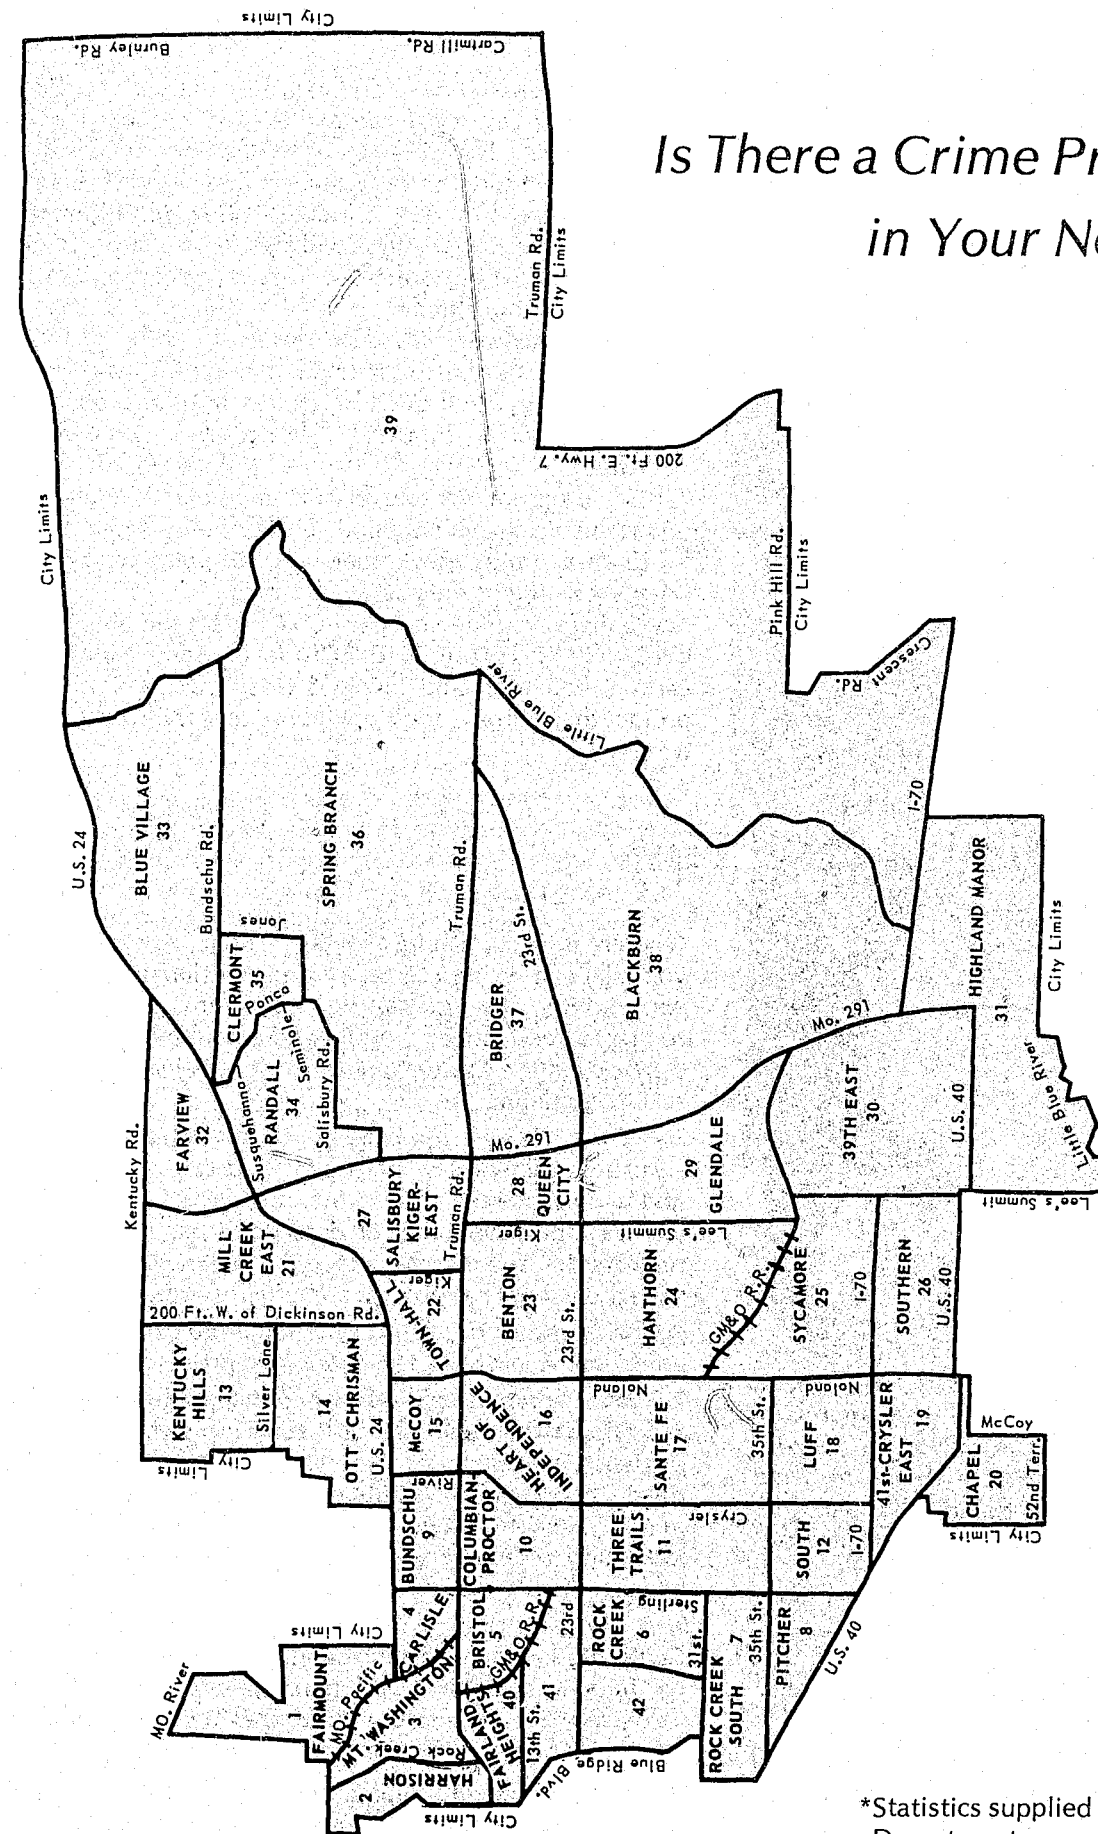 Is There a Crime Pr
in Your Ne
City Limits
Burnley Rd.
Cartmill Rd.
Truman Rd.
City Limits
City Limits
39
200 Ft. E. Hwy. 7
Pink Hill Rd.
City Limits
Crescent
Rd.
Little Blue River
I-70
U.S. 24
BLUE VILLAGE
33
Bundschu Rd.
SPRING BRANCH
36
Jones
CLERMONT
35
Ponca
Seminole
Susquehanna
RANDALL
34
Salisbury Rd.
Truman Rd.
23rd St.
BRIDGER
37
BLACKBURN
38
HIGHLAND MANOR
31
City Limits
Little Blue River
Mo. 291
Kentucky Rd.
FARVIEW
32
Mo. 291
39TH EAST
30
U.S. 40
Lee's Summit
MILL
CREEK
EAST
21
27
SALISBURY
KIGER-
EAST
Truman Rd.
28
QUEEN
CITY
29
GLENDALE
Kiger
Lee's Summit
200 Ft. W. of Dickinson Rd.
Kiger
TOWN-HALL
22
BENTON
23
23rd St.
HANTHORN
24
GM&O R.R.
SYCAMORE
25
I-70
SOUTHERN
26
U.S. 40
KENTUCKY
HILLS
13
Silver Lane
City
Limits
14
OTT-CHRISMAN
U.S. 24
McCOY
15
HEART OF
INDEPENDENCE
16
Noland
SANTE FE
17
35th St.
Noland
LUFF
18
41st-CRYSLER
EAST
19
McCoy
CHAPEL
20
52nd Terr.
City Limits
River
BUNDSCHU
9
COLUMBIAN-
PROCTOR
10
THREE-
TRAILS
11
Crysler
SOUTH
12
I-70
MO. River
City Limits
1
FAIRMOUNT
MO. Pacific
4
CARLISLE
BRISTOL
5
GM&O R.R.
23rd
ROCK
CREEK
6
Sterling
31st.
7
35th St.
ROCK CREEK
SOUTH
PITCHER
8
U.S. 40
MT. WASHINGTON
3
Rock Creek
HARRISON
2
City Limits
FAIRLAND
HEIGHTS
40
13th St.
41
42
Blue Ridge
Blvd.
*Statistics supplied